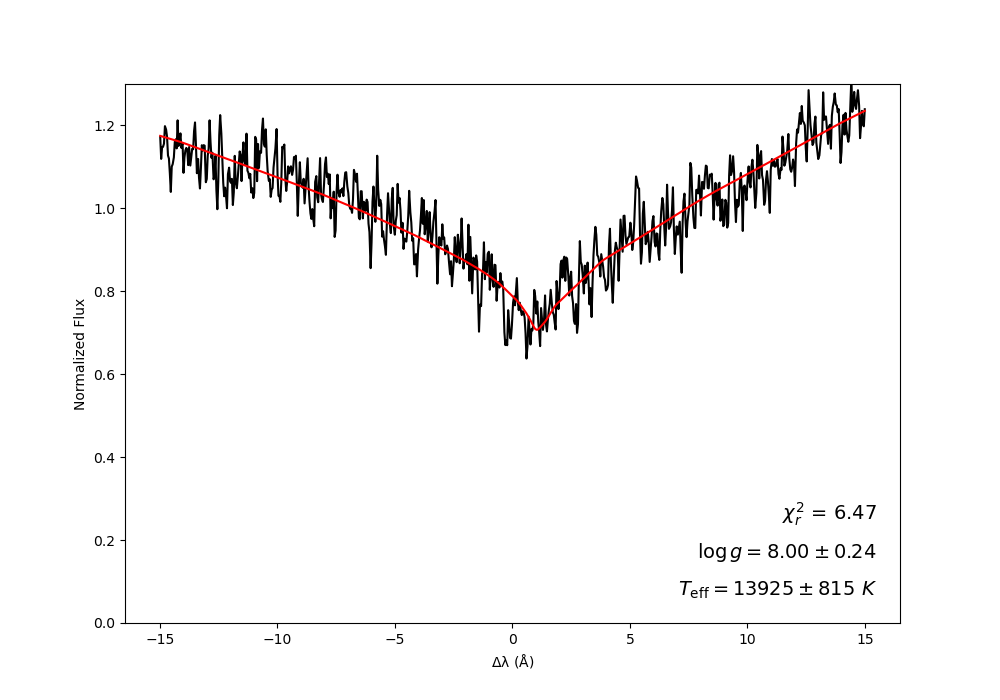 1.2
1.0
0.8
0.6
0.4
0.2
0.0
Normalized Flux
χ²ᵣ = 6.47
log g = 8.00 ± 0.24
T_eff = 13925 ± 815 K
−15 −10 −5 0 5 10 15
Δλ (Å)